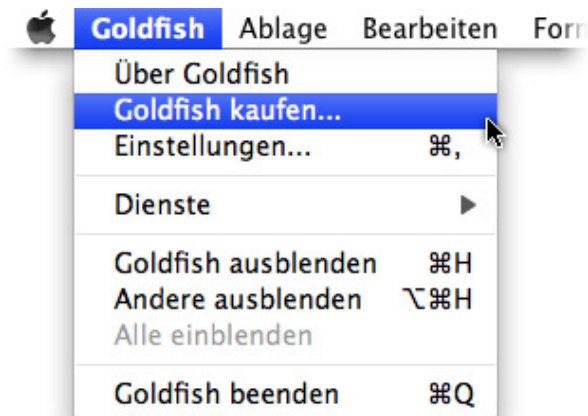 Goldfish Ablage Bearbeiten
Über Goldfish
Goldfish kaufen...
Einstellungen... ⌘,
Dienste ▶
Goldfish ausblenden ⌘H
Andere ausblenden ⌥⌘H
Alle einblenden
Goldfish beenden ⌘Q